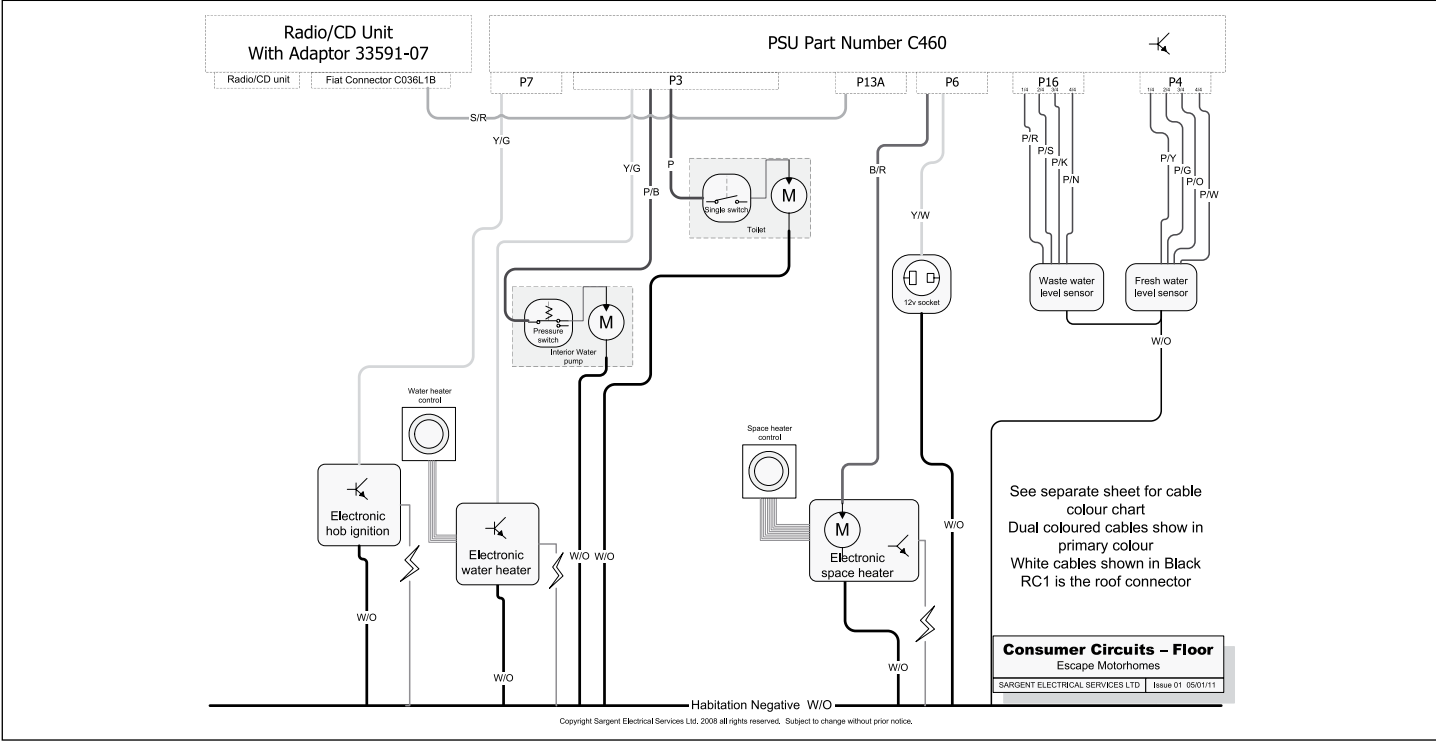 Radio/CD Unit
With Adaptor 33591-07
PSU Part Number C460
Radio/CD unit
Fiat Connector C036L1B
P7
P3
P13A
P6
P16
P4
1/4 2/4 3/4 4/4
1/4 2/4 3/4 4/4
S/R
Y/G
Y/G
P/B
P
B/R
Y/W
P/R
P/S
P/K
P/N
P/Y
P/G
P/O
P/W
Single switch
M
Toilet
12v socket
Waste water
level sensor
Fresh water
level sensor
W/O
Pressure
switch
M
Interior Water
pump
Water heater
control
Space heater
control
Electronic
hob ignition
Electronic
water heater
M
Electronic
space heater
W/O
W/O
W/O
W/O
W/O
W/O
See separate sheet for cable
colour chart
Dual coloured cables show in
primary colour
White cables shown in Black
RC1 is the roof connector
Consumer Circuits – Floor
Escape Motorhomes
SARGENT ELECTRICAL SERVICES LTD
Issue 01 05/01/11
Habitation Negative W/O
Copyright Sargent Electrical Services Ltd. 2008 all rights reserved. Subject to change without prior notice.